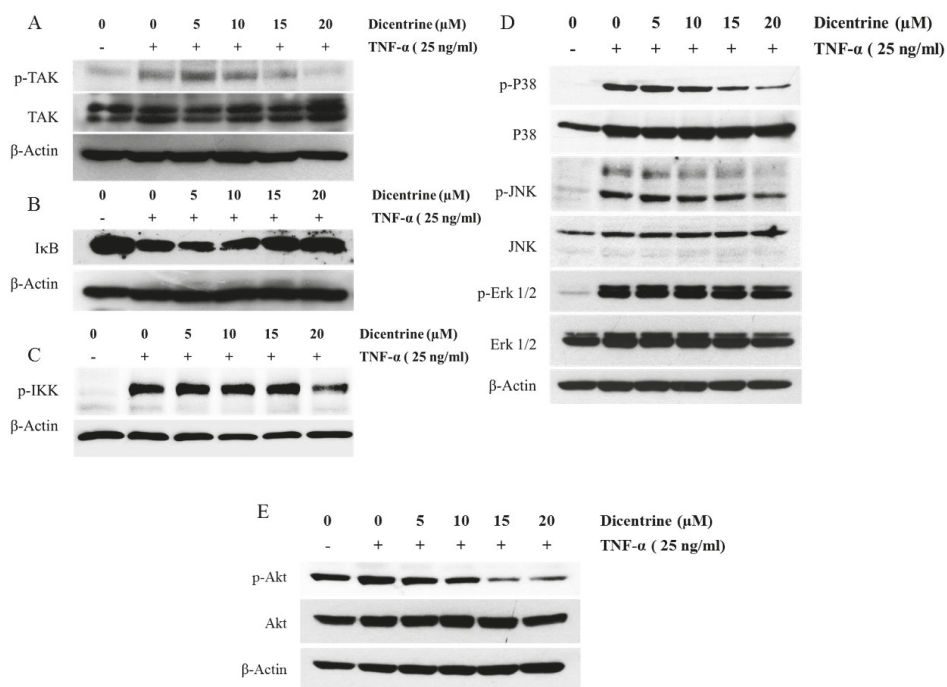 A
0 0 5 10 15 20 Dicentrine (µM)
- + + + + + TNF-α ( 25 ng/ml)
p-TAK
TAK
β-Actin
B
0 0 5 10 15 20 Dicentrine (µM)
- + + + + + TNF-α ( 25 ng/ml)
IκB
β-Actin
C
0 0 5 10 15 20 Dicentrine (µM)
- + + + + + TNF-α ( 25 ng/ml)
p-IKK
β-Actin
D
0 0 5 10 15 20 Dicentrine (µM)
- + + + + + TNF-α ( 25 ng/ml)
p-P38
P38
p-JNK
JNK
p-Erk 1/2
Erk 1/2
β-Actin
E
0 0 5 10 15 20 Dicentrine (µM)
- + + + + + TNF-α ( 25 ng/ml)
p-Akt
Akt
β-Actin